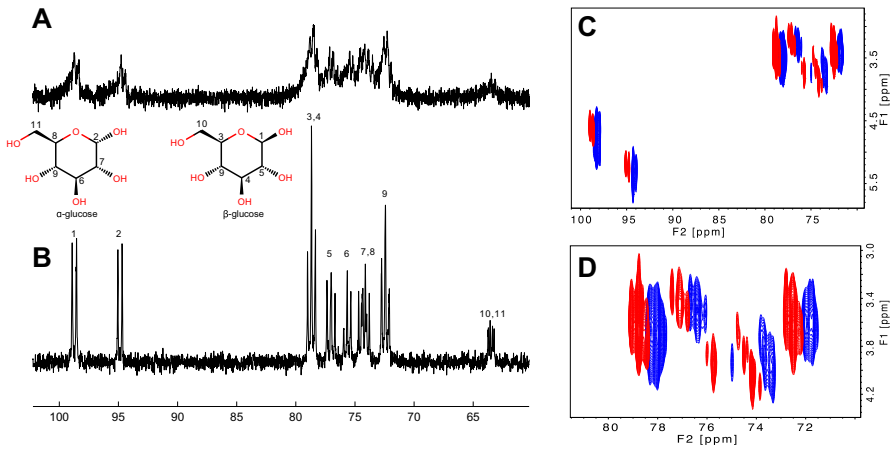 A
11
HO
O
OH
8
2
7
9
6
HO
OH
OH
α-glucose
10
HO
O
OH
3
1
5
9
4
HO
OH
OH
β-glucose
B
1
2
3,4
5
6
7,8
9
10,11
100 95 90 85 80 75 70 65
C
3.5
4.5
5.5
F1 [ppm]
100 95 90 85 80 75
F2 [ppm]
D
3.0
3.4
3.8
4.2
F1 [ppm]
80 78 76 74 72
F2 [ppm]